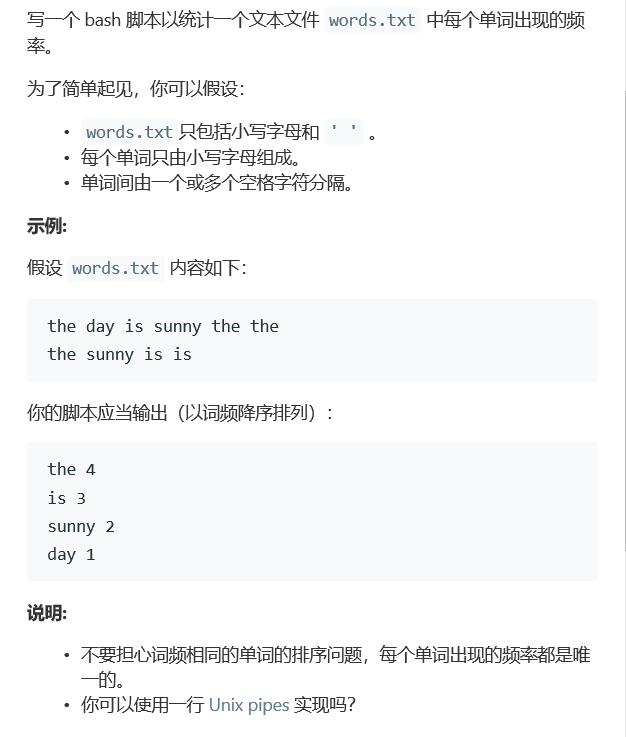 写一个 bash 脚本以统计一个文本文件 words.txt 中每个单词出现的频
率。
为了简单起见，你可以假设：
• words.txt 只包括小写字母和 ' ' 。
• 每个单词只由小写字母组成。
• 单词间由一个或多个空格字符分隔。
示例:
假设 words.txt 内容如下：
the day is sunny the the
the sunny is is
你的脚本应当输出（以词频降序排列）：
the 4
is 3
sunny 2
day 1
说明:
• 不要担心词频相同的单词的排序问题，每个单词出现的频率都是唯
一的。
• 你可以使用一行 Unix pipes 实现吗？